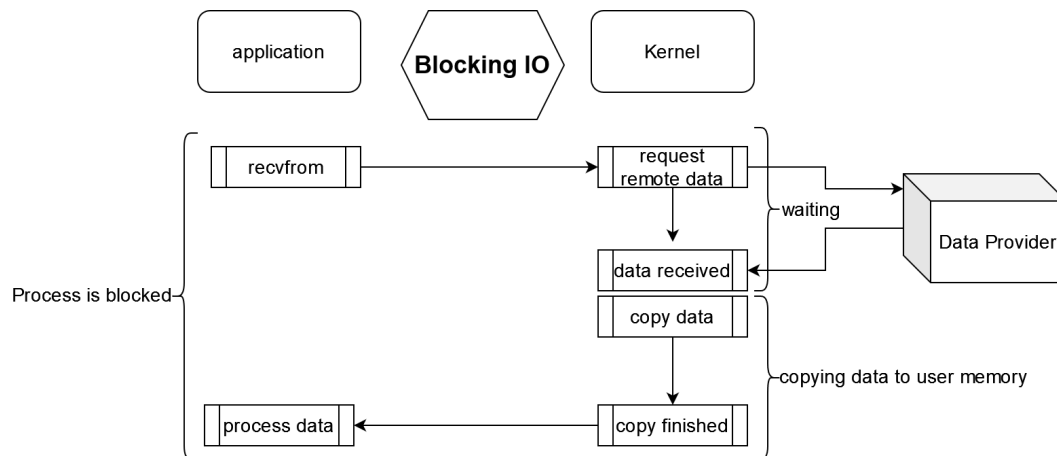 application
Blocking IO
Kernel
recvfrom
request
remote data
waiting
Data Provider
data received
Process is blocked
copy data
copying data to user memory
process data
copy finished